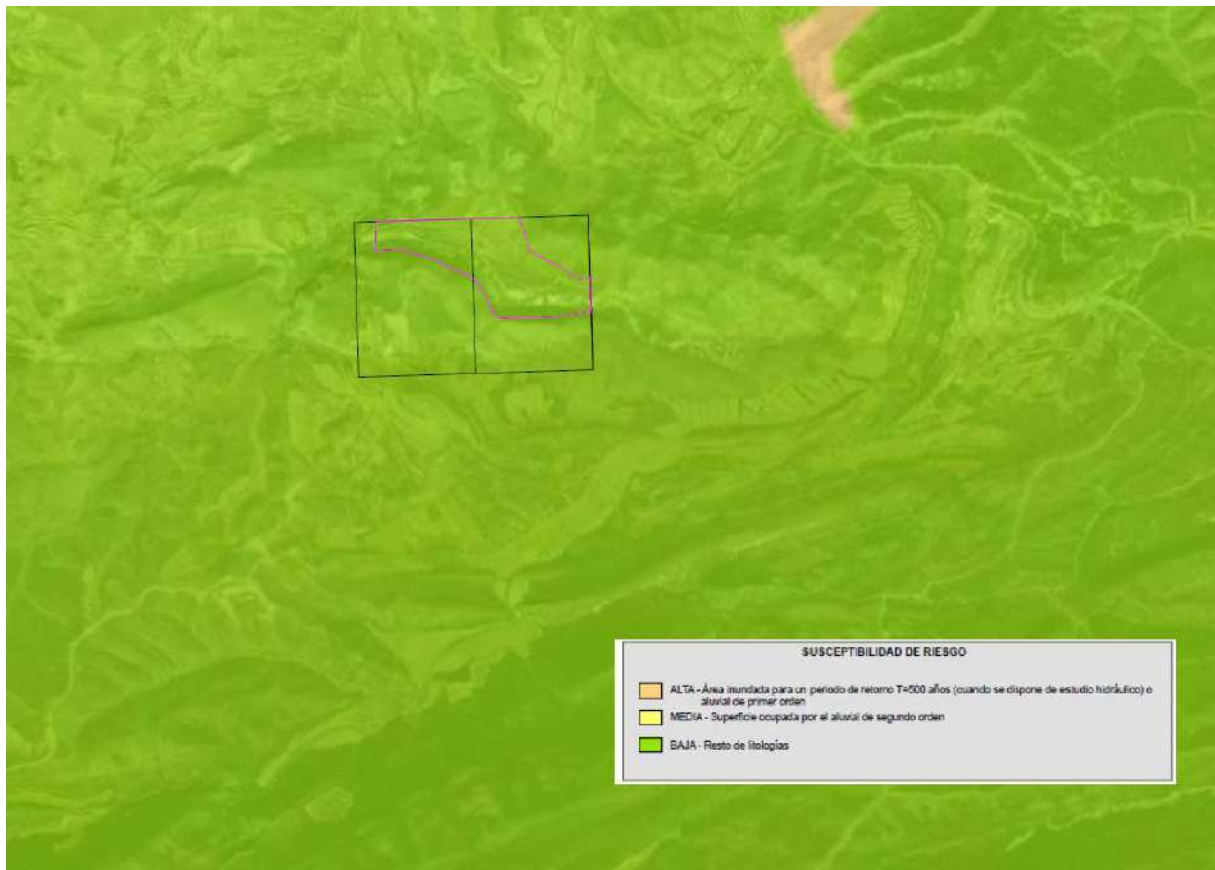 SUSCEPTIBILIDAD DE RIESGO
ALTA - Área inundada para un periodo de retorno T=500 años (cuando se dispone de estudio hidráulico) o
aluvial de primer orden
MEDIA - Superficie ocupada por el aluvial de segundo orden
BAJA - Resto de litologías